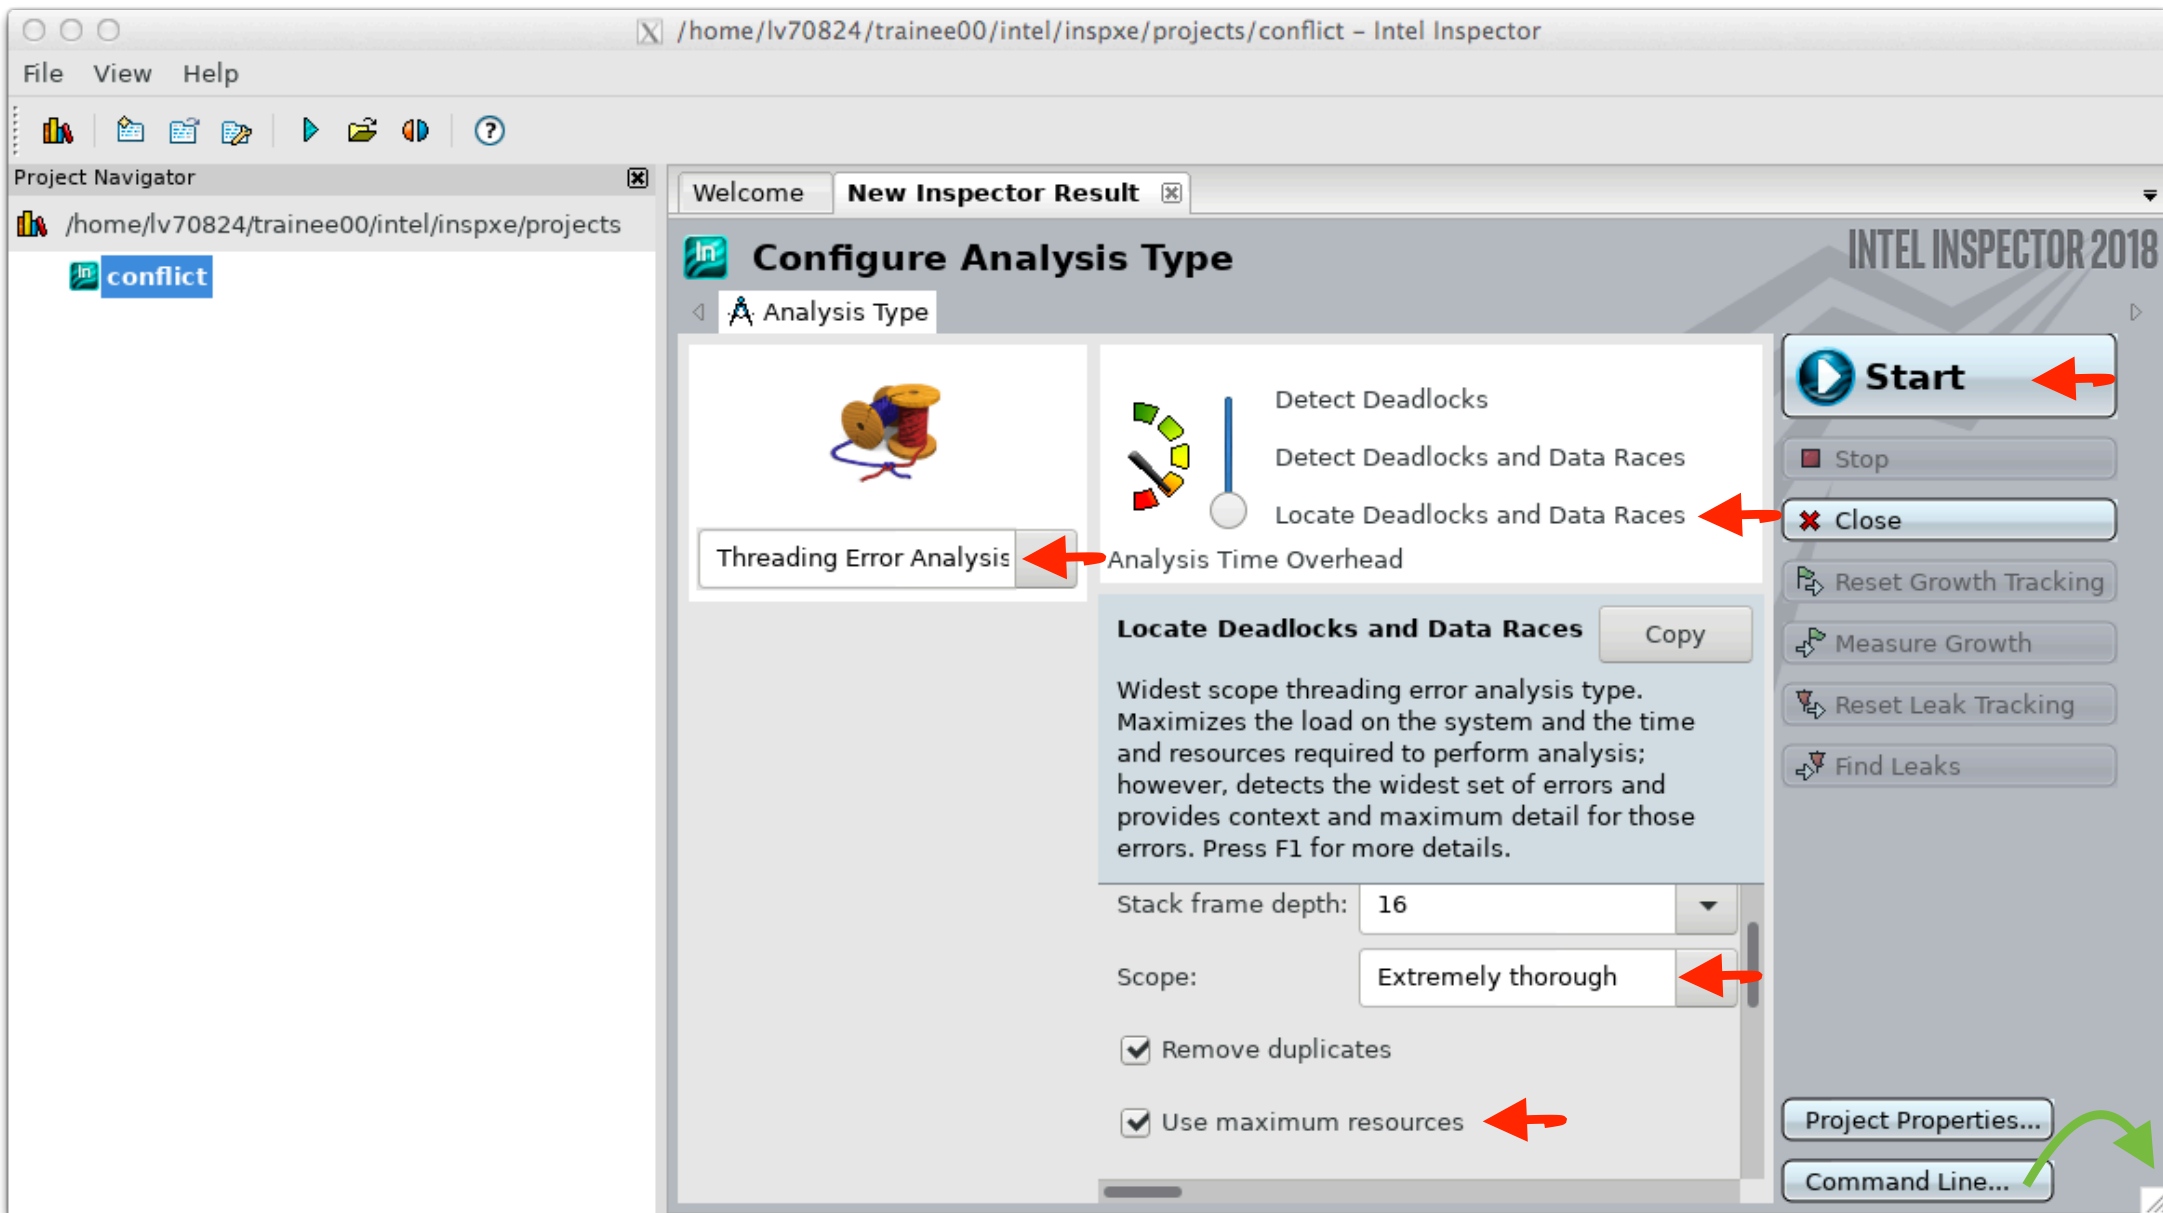 /home/lv70824/trainee00/intel/inspxe/projects/conflict – Intel Inspector
File View Help
Project Navigator
/home/lv70824/trainee00/intel/inspxe/projects
conflict
Welcome
New Inspector Result
Configure Analysis Type
INTEL INSPECTOR 2018
Analysis Type
Threading Error Analysis
Detect Deadlocks
Detect Deadlocks and Data Races
Locate Deadlocks and Data Races
Analysis Time Overhead
Locate Deadlocks and Data Races
Copy
Widest scope threading error analysis type.
Maximizes the load on the system and the time
and resources required to perform analysis;
however, detects the widest set of errors and
provides context and maximum detail for those
errors. Press F1 for more details.
Stack frame depth: 16
Scope: Extremely thorough
Remove duplicates
Use maximum resources
Start
Stop
Close
Reset Growth Tracking
Measure Growth
Reset Leak Tracking
Find Leaks
Project Properties...
Command Line...